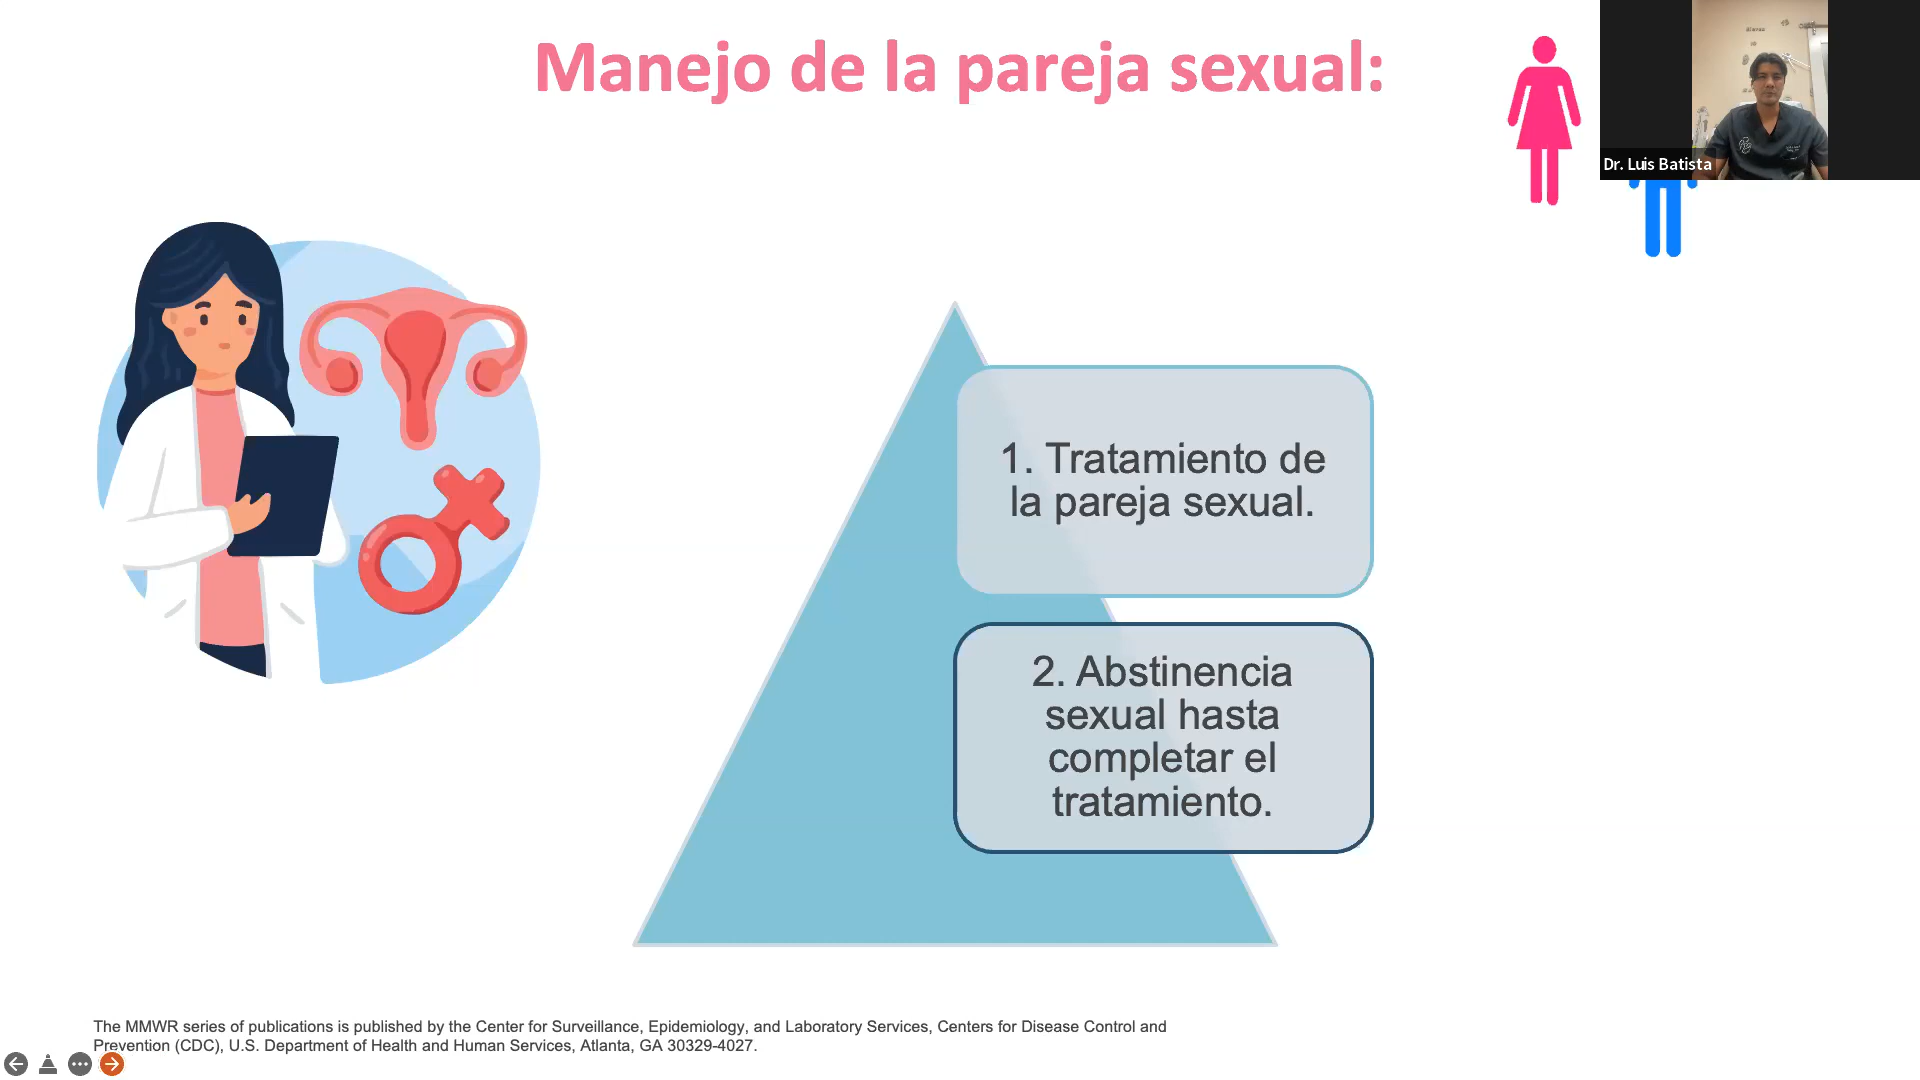 Manejo de la pareja sexual:
Dr. Luis Batista
1. Tratamiento de
la pareja sexual.
2. Abstinencia
sexual hasta
completar el
tratamiento.
The MMWR series of publications is published by the Center for Surveillance, Epidemiology, and Laboratory Services, Centers for Disease Control and
Prevention (CDC), U.S. Department of Health and Human Services, Atlanta, GA 30329-4027.